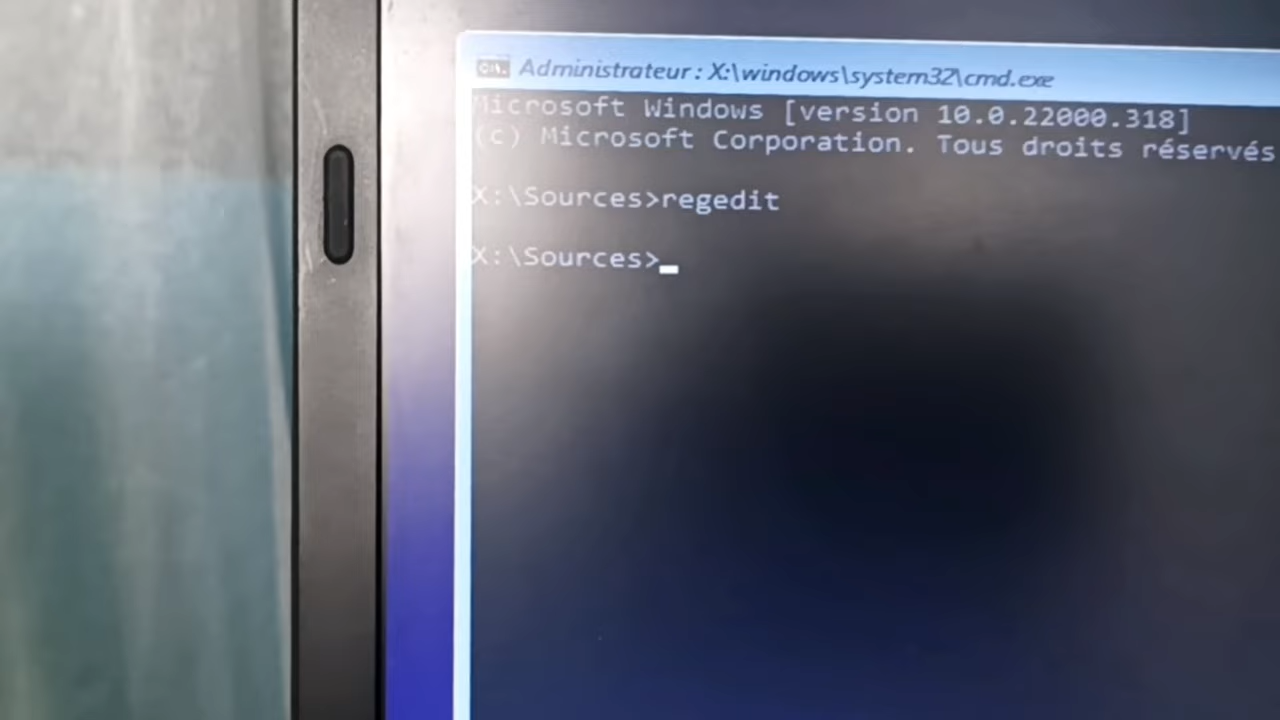 Administrateur : X:\windows\system32\cmd.exe
Microsoft Windows [version 10.0.22000.318]
(c) Microsoft Corporation. Tous droits réservés
X:\Sources>regedit
X:\Sources>_